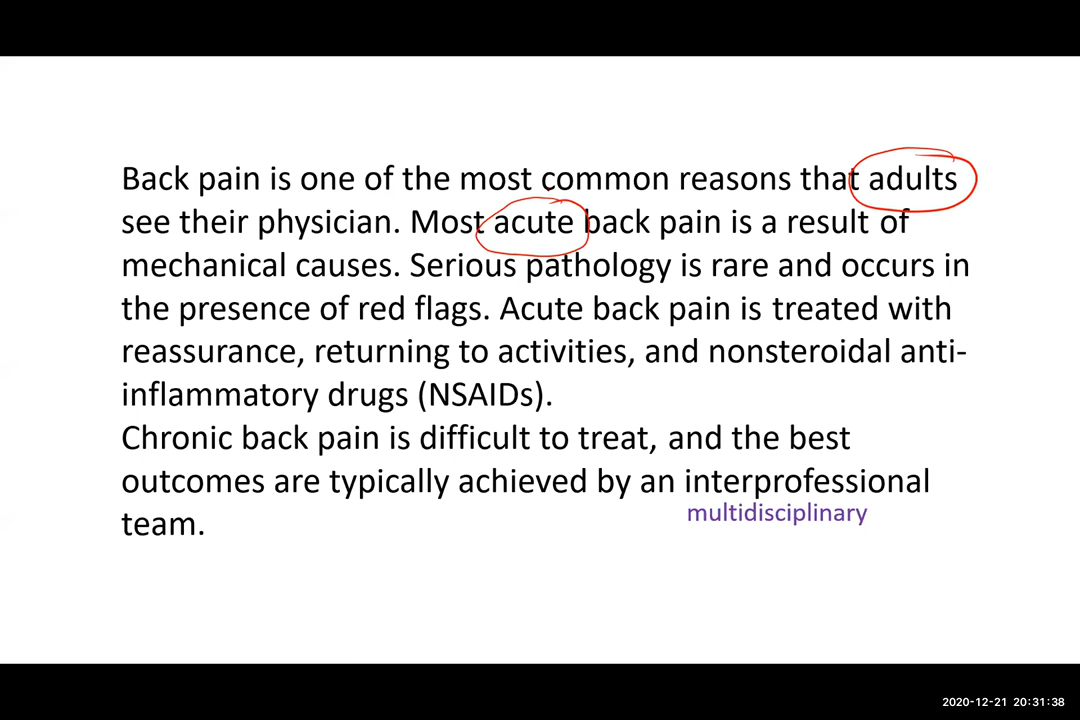 Back pain is one of the most common reasons that adults
see their physician. Most acute back pain is a result of
mechanical causes. Serious pathology is rare and occurs in
the presence of red flags. Acute back pain is treated with
reassurance, returning to activities, and nonsteroidal anti-
inflammatory drugs (NSAIDs).
Chronic back pain is difficult to treat, and the best
outcomes are typically achieved by an interprofessional
team.
multidisciplinary
2020-12-21 20:31:38